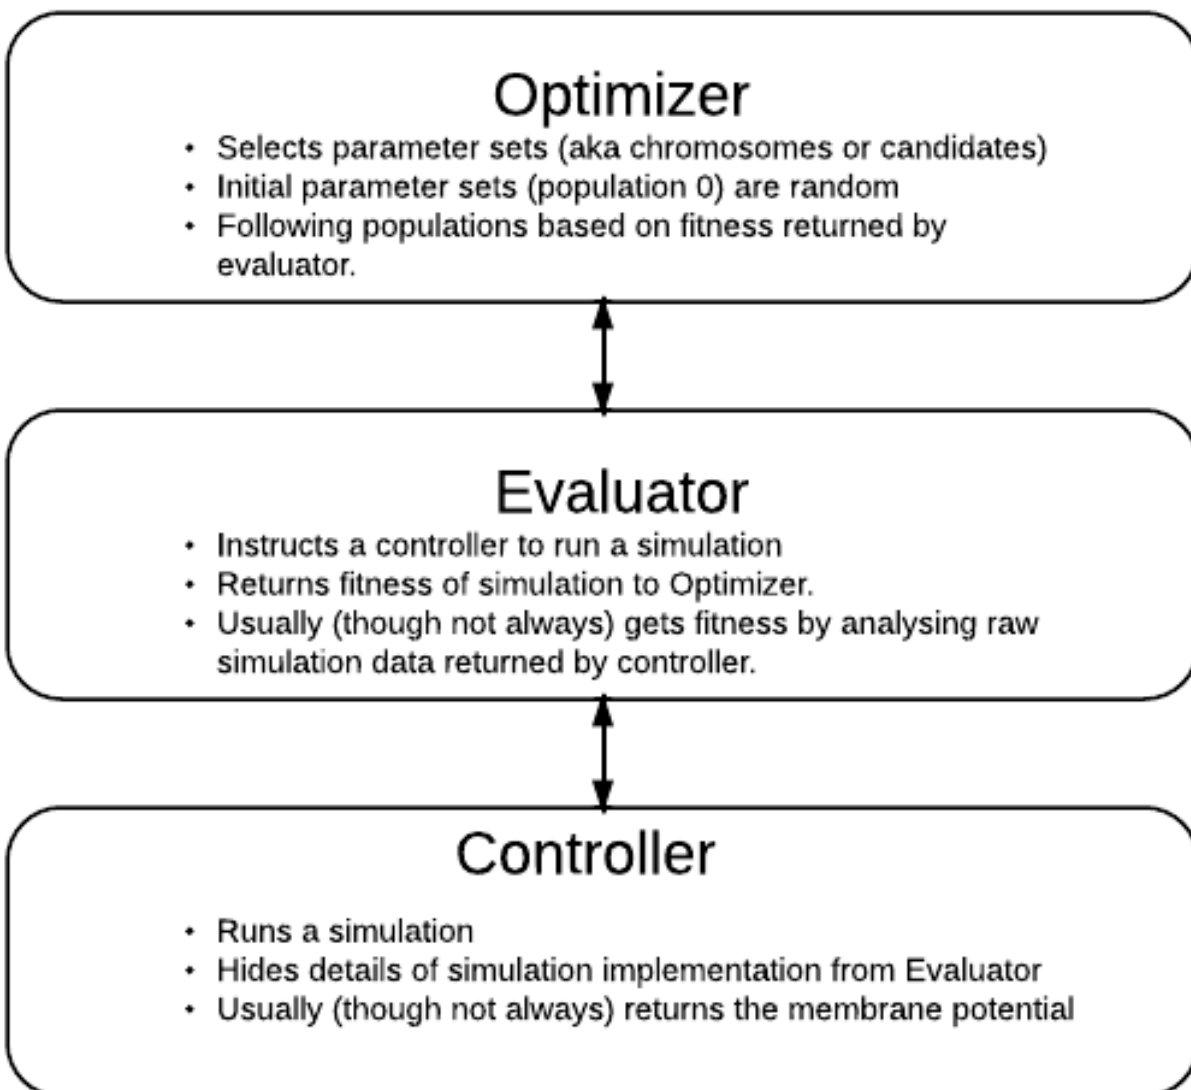 Optimizer
• Selects parameter sets (aka chromosomes or candidates)
• Initial parameter sets (population 0) are random
• Following populations based on fitness returned by
evaluator.
Evaluator
• Instructs a controller to run a simulation
• Returns fitness of simulation to Optimizer.
• Usually (though not always) gets fitness by analysing raw
simulation data returned by controller.
Controller
• Runs a simulation
• Hides details of simulation implementation from Evaluator
• Usually (though not always) returns the membrane potential